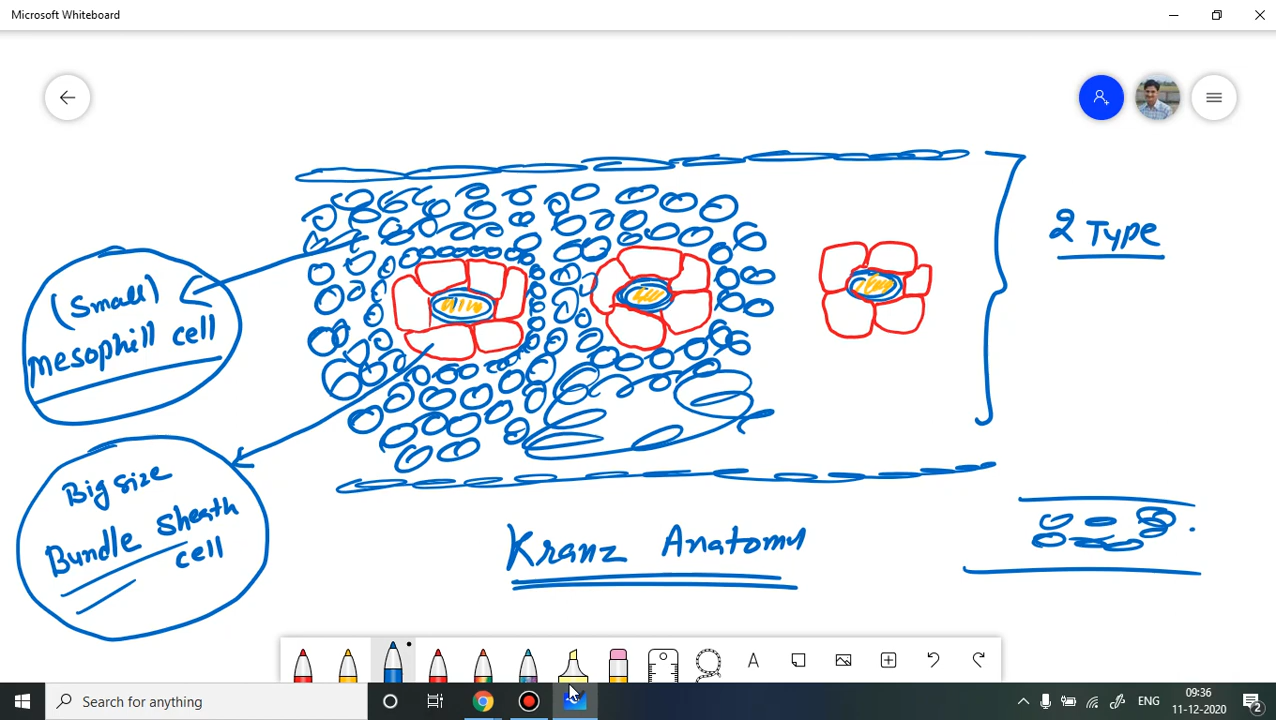 Microsoft Whiteboard
2 Type
(Small)
mesophill cell
Big size
Bundle Sheath
cell
Kranz Anatomy
A
Search for anything
ENG
09:36
11-12-2020
2